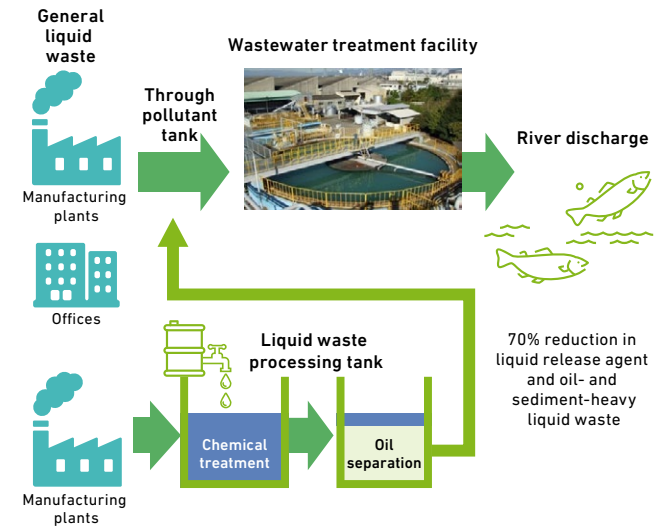 General
liquid
waste
Manufacturing
plants
Offices
Through
pollutant
tank
Wastewater treatment facility
River discharge
Manufacturing
plants
Liquid waste
processing tank
Chemical
treatment
Oil
separation
70% reduction in
liquid release agent
and oil- and
sediment-heavy
liquid waste